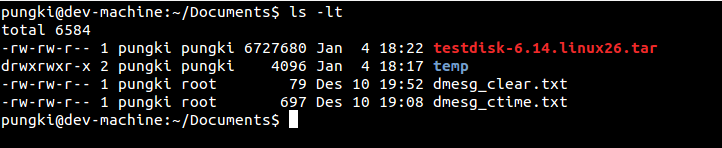 pungki@dev-machine:~/Documents$ ls -lt
total 6584
-rw-rw-r-- 1 pungki pungki 6727680 Jan  4 18:22 testdisk-6.14.linux26.tar
drwxrwxr-x 2 pungki pungki    4096 Jan  4 18:17 temp
-rw-rw-r-- 1 pungki root        79 Des 10 19:52 dmesg_clear.txt
-rw-rw-r-- 1 pungki root       697 Des 10 19:08 dmesg_ctime.txt
pungki@dev-machine:~/Documents$